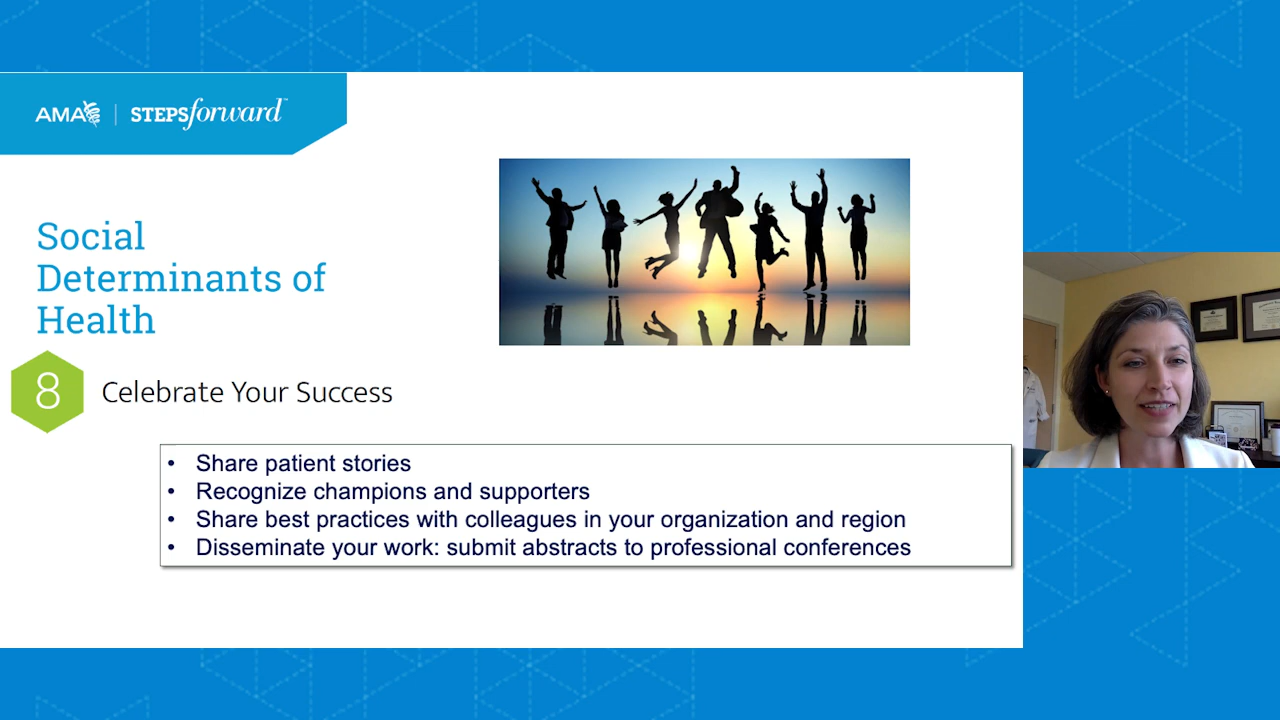 AMA | STEPSforward™
Social
Determinants of
Health
8 Celebrate Your Success
• Share patient stories
• Recognize champions and supporters
• Share best practices with colleagues in your organization and region
• Disseminate your work: submit abstracts to professional conferences